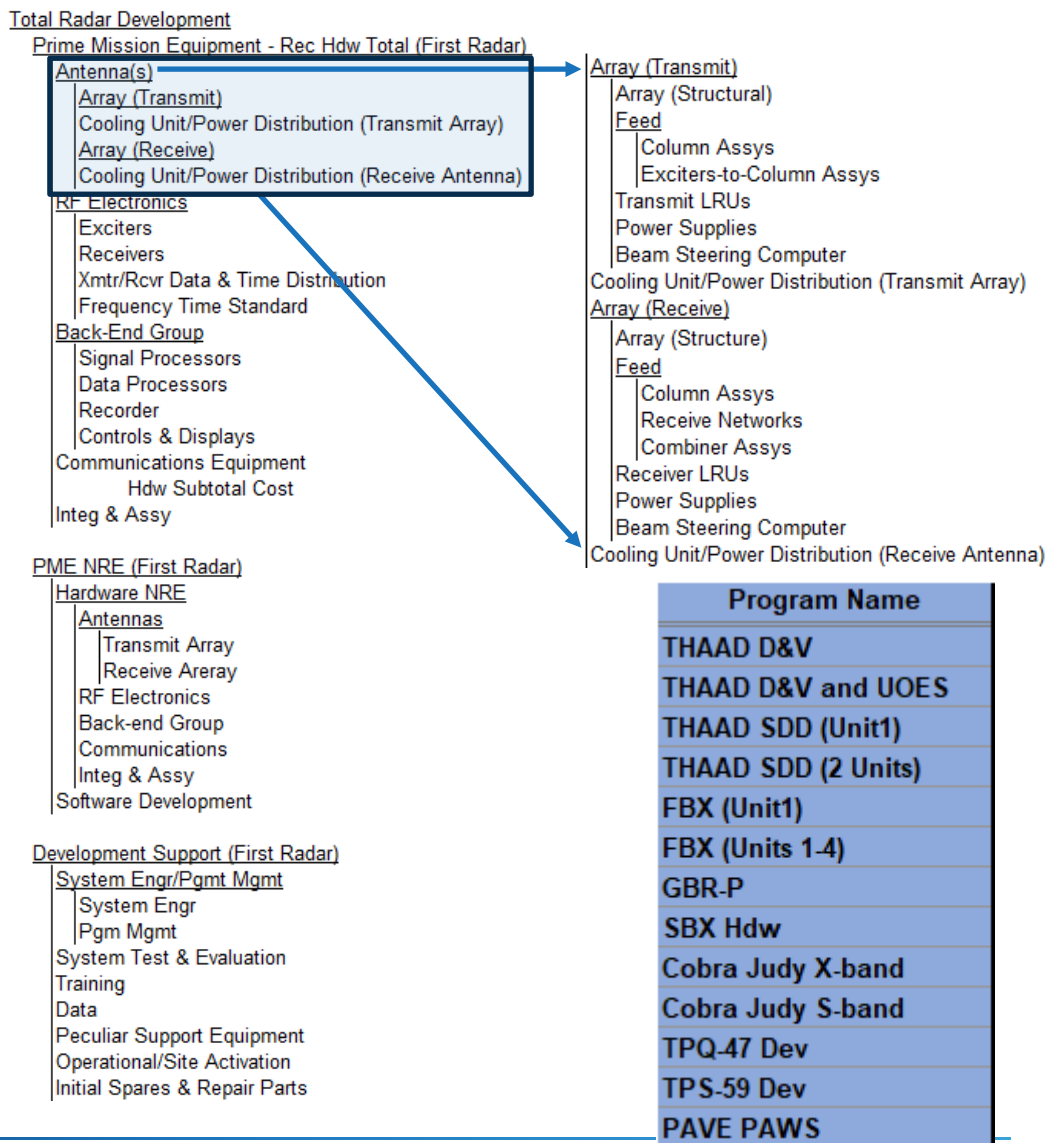 Total Radar Development
Prime Mission Equipment - Rec Hdw Total (First Radar)
Antenna(s)
Array (Transmit)
Cooling Unit/Power Distribution (Transmit Array)
Array (Receive)
Cooling Unit/Power Distribution (Receive Antenna)
RF Electronics
Exciters
Receivers
Xmtr/Rcvr Data & Time Distribution
Frequency Time Standard
Back-End Group
Signal Processors
Data Processors
Recorder
Controls & Displays
Communications Equipment
Hdw Subtotal Cost
Integ & Assy
PME NRE (First Radar)
Hardware NRE
Antennas
Transmit Array
Receive Areray
RF Electronics
Back-end Group
Communications
Integ & Assy
Software Development
Development Support (First Radar)
System Engr/Pgmt Mgmt
System Engr
Pgm Mgmt
System Test & Evaluation
Training
Data
Peculiar Support Equipment
Operational/Site Activation
Initial Spares & Repair Parts
Array (Transmit)
Array (Structural)
Feed
Column Assys
Exciters-to-Column Assys
Transmit LRUs
Power Supplies
Beam Steering Computer
Cooling Unit/Power Distribution (Transmit Array)
Array (Receive)
Array (Structure)
Feed
Column Assys
Receive Networks
Combiner Assys
Receiver LRUs
Power Supplies
Beam Steering Computer
Cooling Unit/Power Distribution (Receive Antenna)
Program Name
THAAD D&V
THAAD D&V and UOES
THAAD SDD (Unit1)
THAAD SDD (2 Units)
FBX (Unit1)
FBX (Units 1-4)
GBR-P
SBX Hdw
Cobra Judy X-band
Cobra Judy S-band
TPQ-47 Dev
TPS-59 Dev
PAVE PAWS